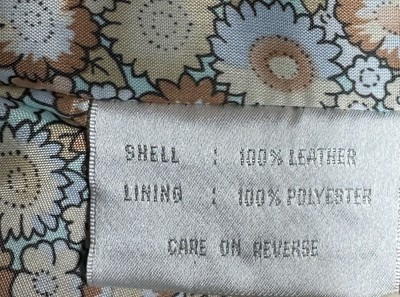 SHELL : 100% LEATHER
LINING : 100% POLYESTER
CARE ON REVERSE